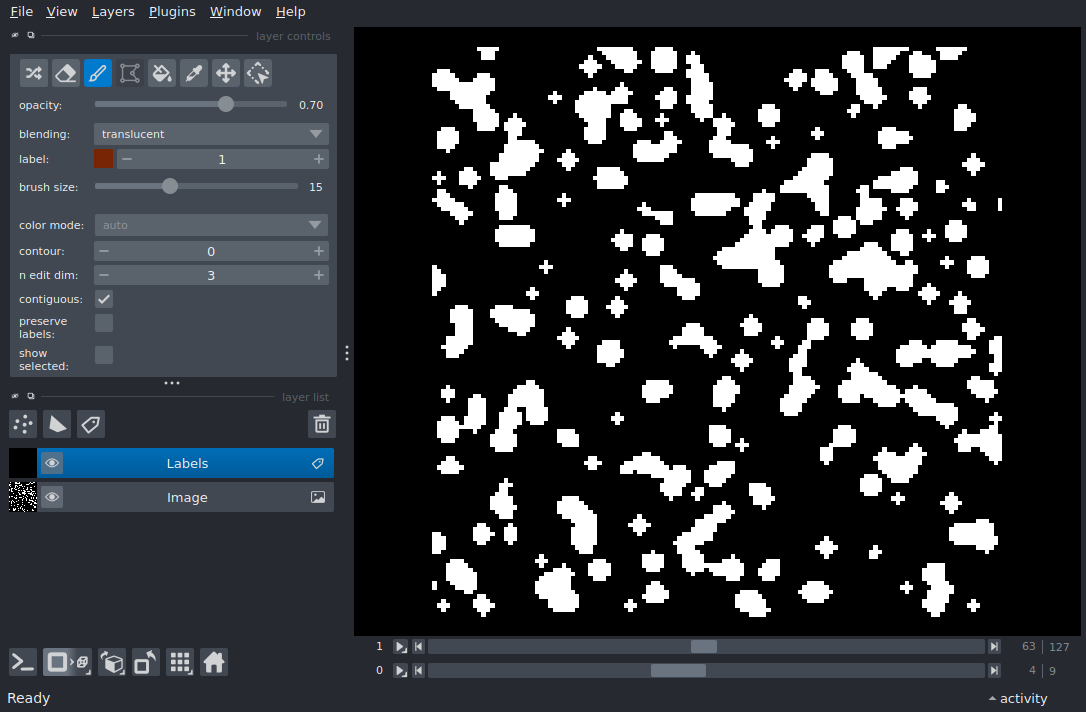 File View Layers Plugins Window Help
layer controls
opacity: 0.70
blending: translucent
label: 1
brush size: 15
color mode: auto
contour: 0
n edit dim: 3
contiguous:
preserve
labels:
show
selected:
layer list
Labels
Image
1 63 127
0 4 9
Ready activity